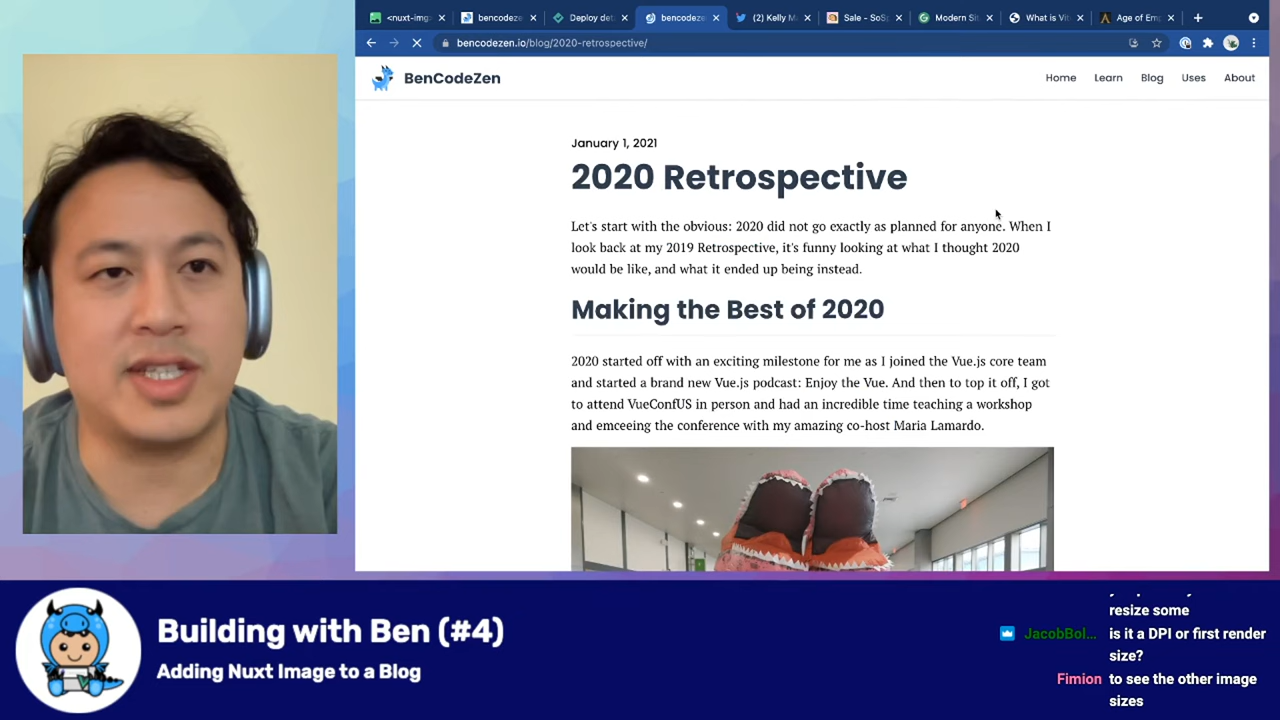 <nuxt-img>
bencodeze
Deploy det
bencodeze
(2) Kelly M
Sale - SoS
Modern Sit
What is Vit
Age of Emp
bencodezen.io/blog/2020-retrospective/
BenCodeZen
Home
Learn
Blog
Uses
About
January 1, 2021
2020 Retrospective
Let's start with the obvious: 2020 did not go exactly as planned for anyone. When I
look back at my 2019 Retrospective, it's funny looking at what I thought 2020
would be like, and what it ended up being instead.
Making the Best of 2020
2020 started off with an exciting milestone for me as I joined the Vue.js core team
and started a brand new Vue.js podcast: Enjoy the Vue. And then to top it off, I got
to attend VueConfUS in person and had an incredible time teaching a workshop
and emceeing the conference with my amazing co-host Maria Lamardo.
Building with Ben (#4)
Adding Nuxt Image to a Blog
resize some
JacobBol... is it a DPI or first render
size?
Fimion to see the other image
sizes